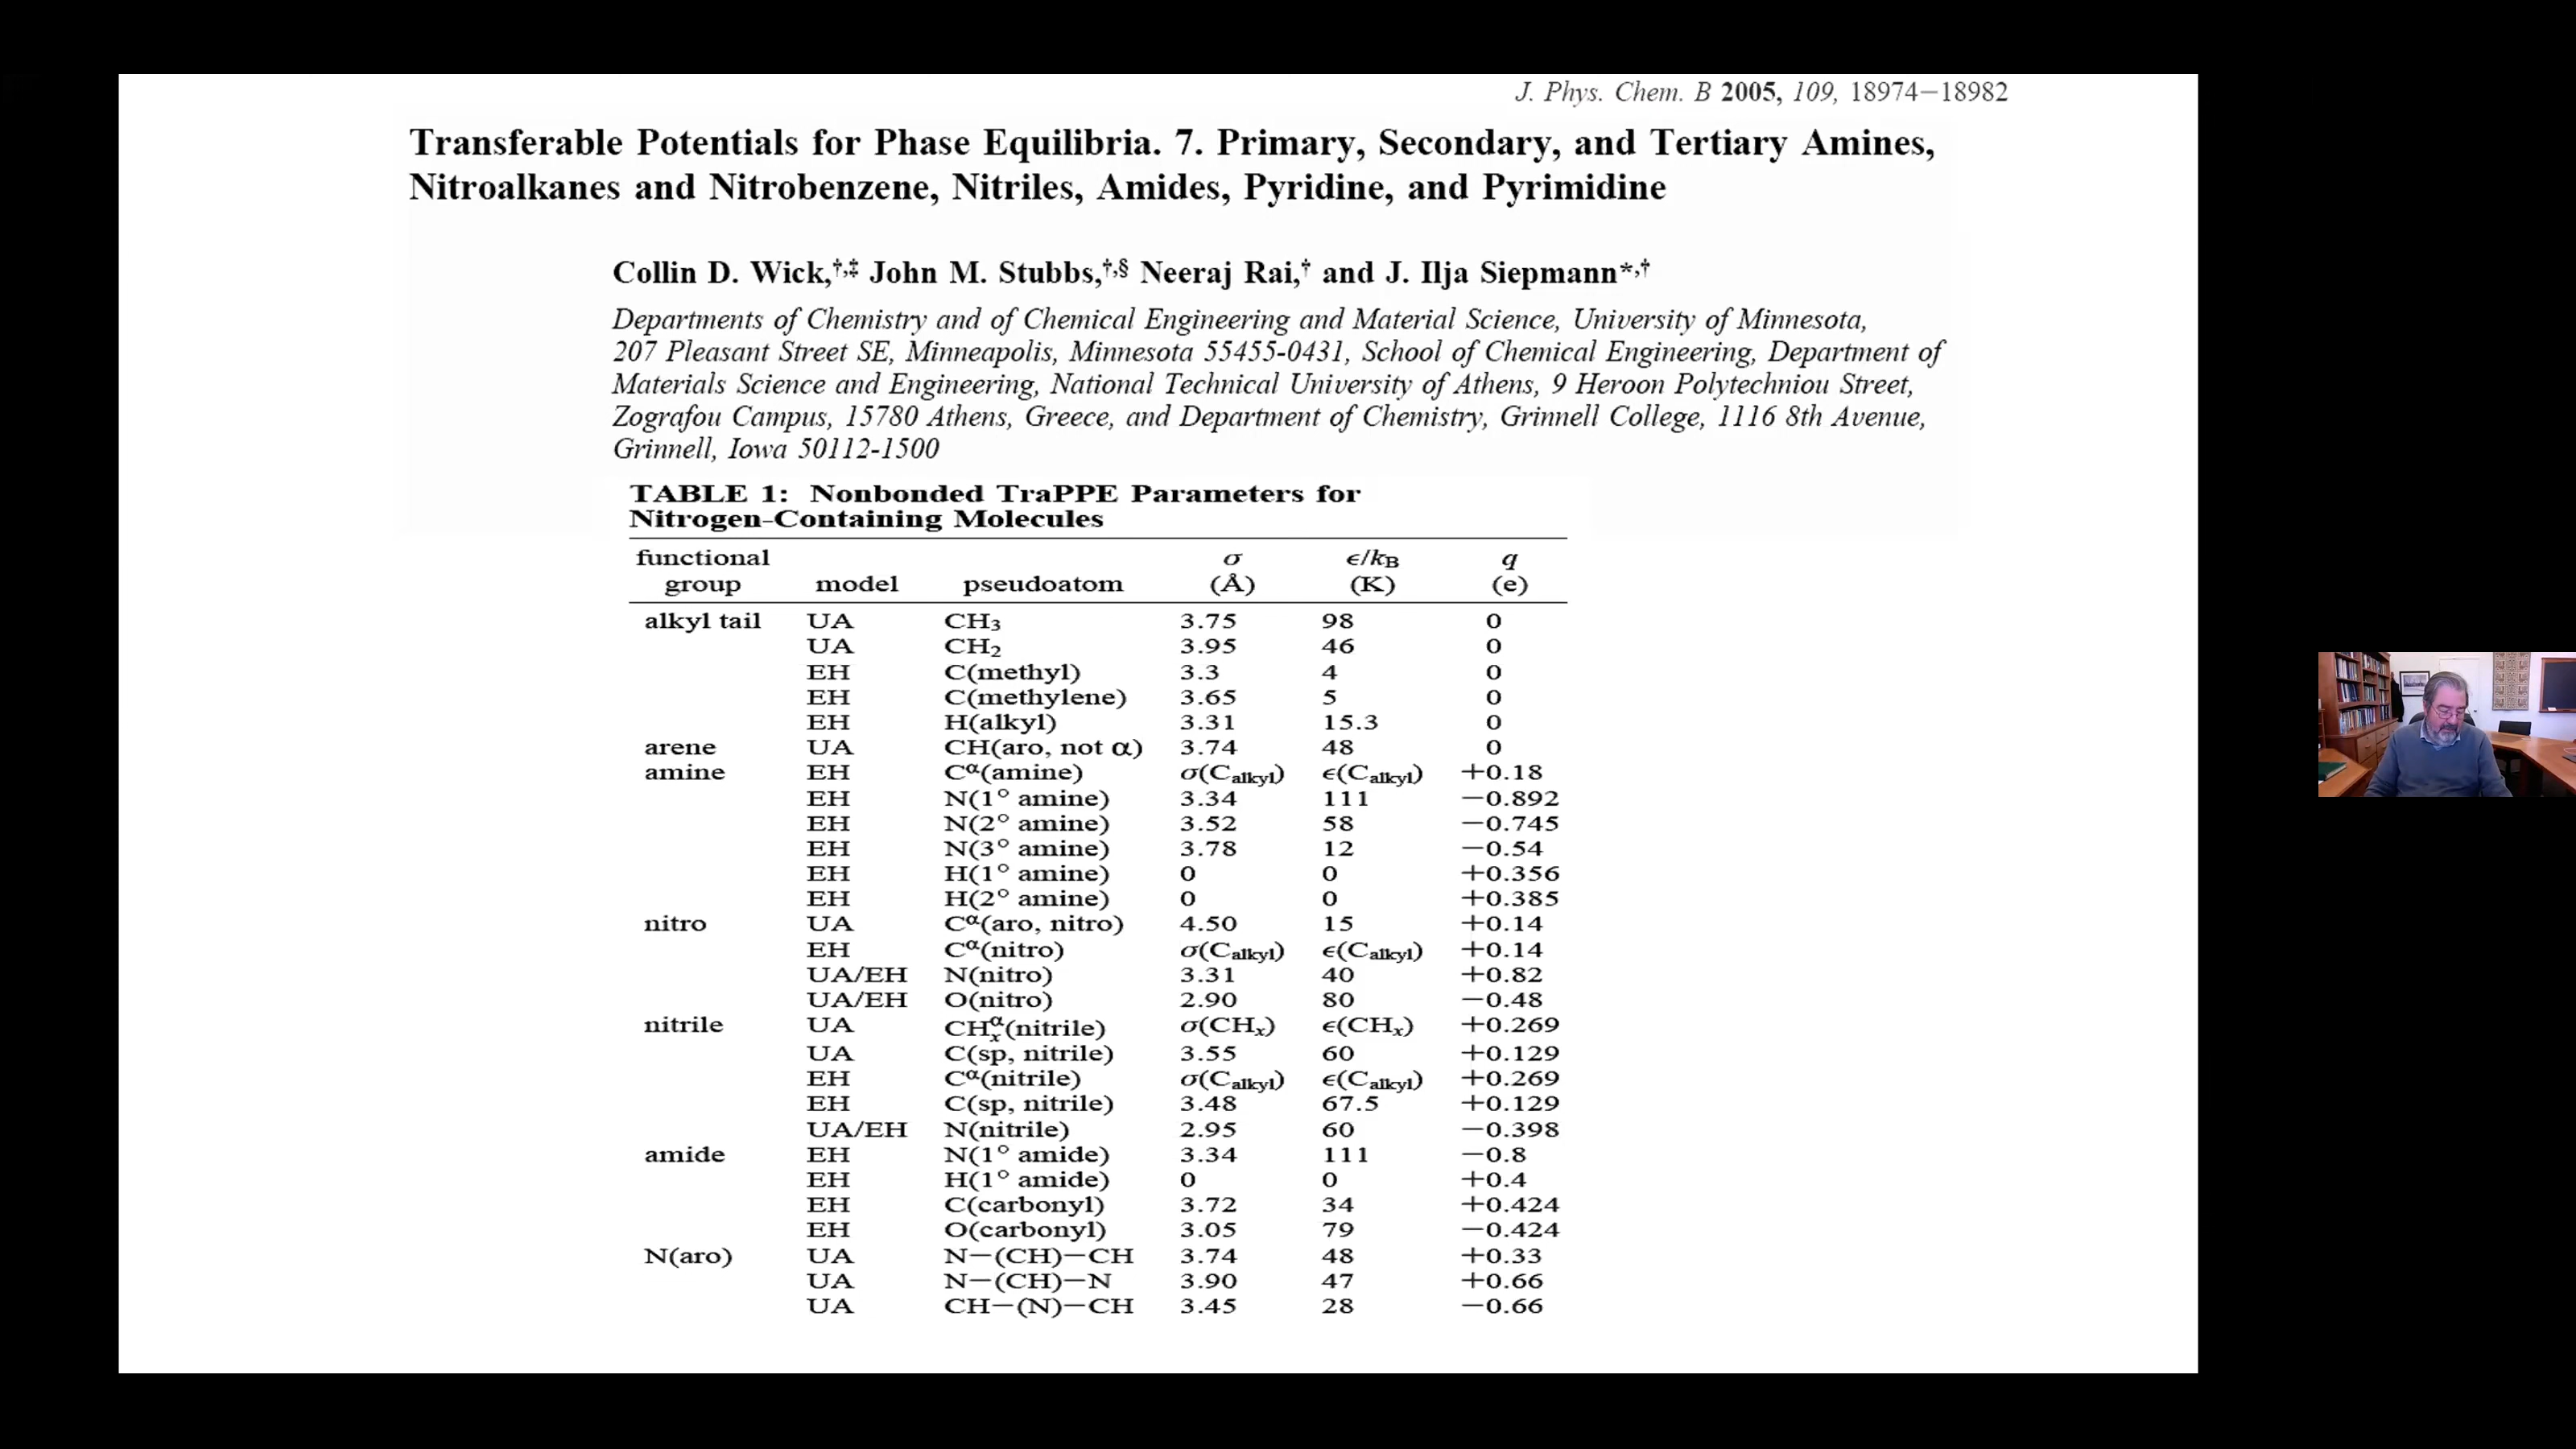 J. Phys. Chem. B 2005, 109, 18974−18982
Transferable Potentials for Phase Equilibria. 7. Primary, Secondary, and Tertiary Amines,
Nitroalkanes and Nitrobenzene, Nitriles, Amides, Pyridine, and Pyrimidine
Collin D. Wick,†,‡ John M. Stubbs,†,§ Neeraj Rai,† and J. Ilja Siepmann*,†
Departments of Chemistry and of Chemical Engineering and Material Science, University of Minnesota,
207 Pleasant Street SE, Minneapolis, Minnesota 55455-0431, School of Chemical Engineering, Department of
Materials Science and Engineering, National Technical University of Athens, 9 Heroon Polytechniou Street,
Zografou Campus, 15780 Athens, Greece, and Department of Chemistry, Grinnell College, 1116 8th Avenue,
Grinnell, Iowa 50112-1500
TABLE 1: Nonbonded TraPPE Parameters for
Nitrogen-Containing Molecules
functional σ ϵ/kB q
group model pseudoatom (Å) (K) (e)
alkyl tail UA CH3 3.75 98 0
UA CH2 3.95 46 0
EH C(methyl) 3.3 4 0
EH C(methylene) 3.65 5 0
EH H(alkyl) 3.31 15.3 0
arene UA CH(aro, not α) 3.74 48 0
amine EH Cα(amine) σ(Calkyl) ϵ(Calkyl) +0.18
EH N(1° amine) 3.34 111 −0.892
EH N(2° amine) 3.52 58 −0.745
EH N(3° amine) 3.78 12 −0.54
EH H(1° amine) 0 0 +0.356
EH H(2° amine) 0 0 +0.385
nitro UA Cα(aro, nitro) 4.50 15 +0.14
EH Cα(nitro) σ(Calkyl) ϵ(Calkyl) +0.14
UA/EH N(nitro) 3.31 40 +0.82
UA/EH O(nitro) 2.90 80 −0.48
nitrile UA CHxα(nitrile) σ(CHx) ϵ(CHx) +0.269
UA C(sp, nitrile) 3.55 60 +0.129
EH Cα(nitrile) σ(Calkyl) ϵ(Calkyl) +0.269
EH C(sp, nitrile) 3.48 67.5 +0.129
UA/EH N(nitrile) 2.95 60 −0.398
amide EH N(1° amide) 3.34 111 −0.8
EH H(1° amide) 0 0 +0.4
EH C(carbonyl) 3.72 34 +0.424
EH O(carbonyl) 3.05 79 −0.424
N(aro) UA N−(CH)−CH 3.74 48 +0.33
UA N−(CH)−N 3.90 47 +0.66
UA CH−(N)−CH 3.45 28 −0.66